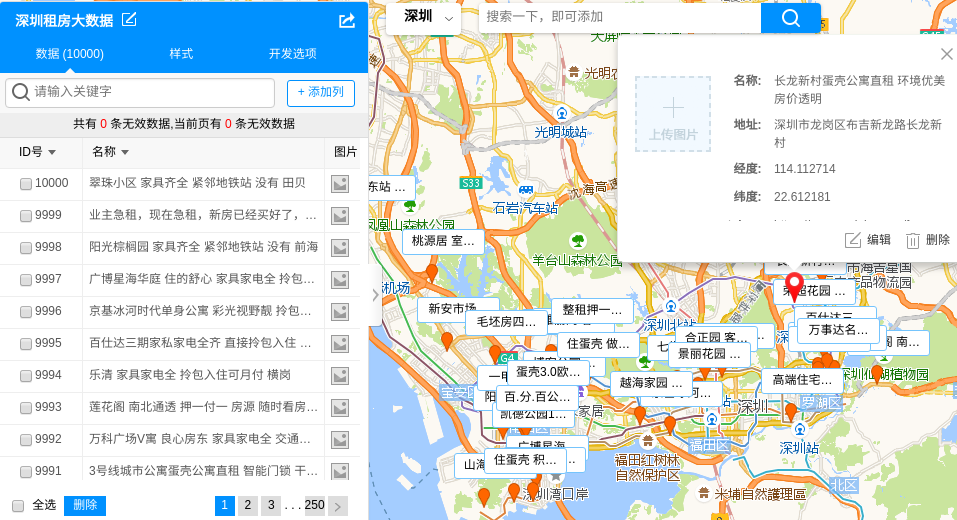 深圳租房大数据
数据 (10000)
样式
开发选项
请输入关键字
+ 添加列
共有 0 条无效数据,当前页有 0 条无效数据
ID号
名称
图片
10000
翠珠小区 家具齐全 紧邻地铁站 没有 田贝
9999
业主急租，现在急租，新房已经买好了，…
9998
阳光棕榈园 家具齐全 紧邻地铁站 没有 前海
9997
广博星海华庭 住的舒心 家具家电全 拎包…
9996
京基冰河时代单身公寓 彩光视野靓 拎包…
9995
百仕达三期家私家电全齐 直接拎包入住 …
9994
乐清 家具家电齐全 拎包入住可月付 横岗
9993
莲花阁 南北通透 押一付一 房源 随时看房…
9992
万科广场V寓 良心房东 家具家电全 交通…
9991
3号线城市公寓蛋壳公寓直租 智能门锁 干…
全选
删除
1
2
3
. . .
250
深圳
搜索一下，即可添加
上传图片
名称:
长龙新村蛋壳公寓直租 环境优美
房价透明
地址:
深圳市龙岗区布吉新龙路长龙新
村
经度:
114.112714
纬度:
22.612181
编辑
删除
光明城站
S33
东站 …
石岩汽车站
凤凰山森林公园
桃源居 室…
羊台山森林公园
机场
新安市场
毛坯房四…
整租押一…
深圳北站
住蛋壳公寓 做…
合正园 客…
景丽花园 …
百仕达三…
万事达名…
G4
蛋壳3.0欧…
百.分.百公…
凯德公园1…
越海家园 …
高端住宅…
深圳仙湖植物园
宝安区
深圳
罗湖区
广博星海
住蛋壳 积…
福田红树林
自然保护区
福田区
深圳站
深圳湾口岸
米埔自然護理區
北区